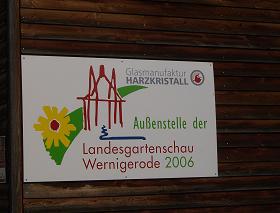 Glasmanufaktur
HARZKRISTALL
Außenstelle der
Landesgartenschau
Wernigerode 2006